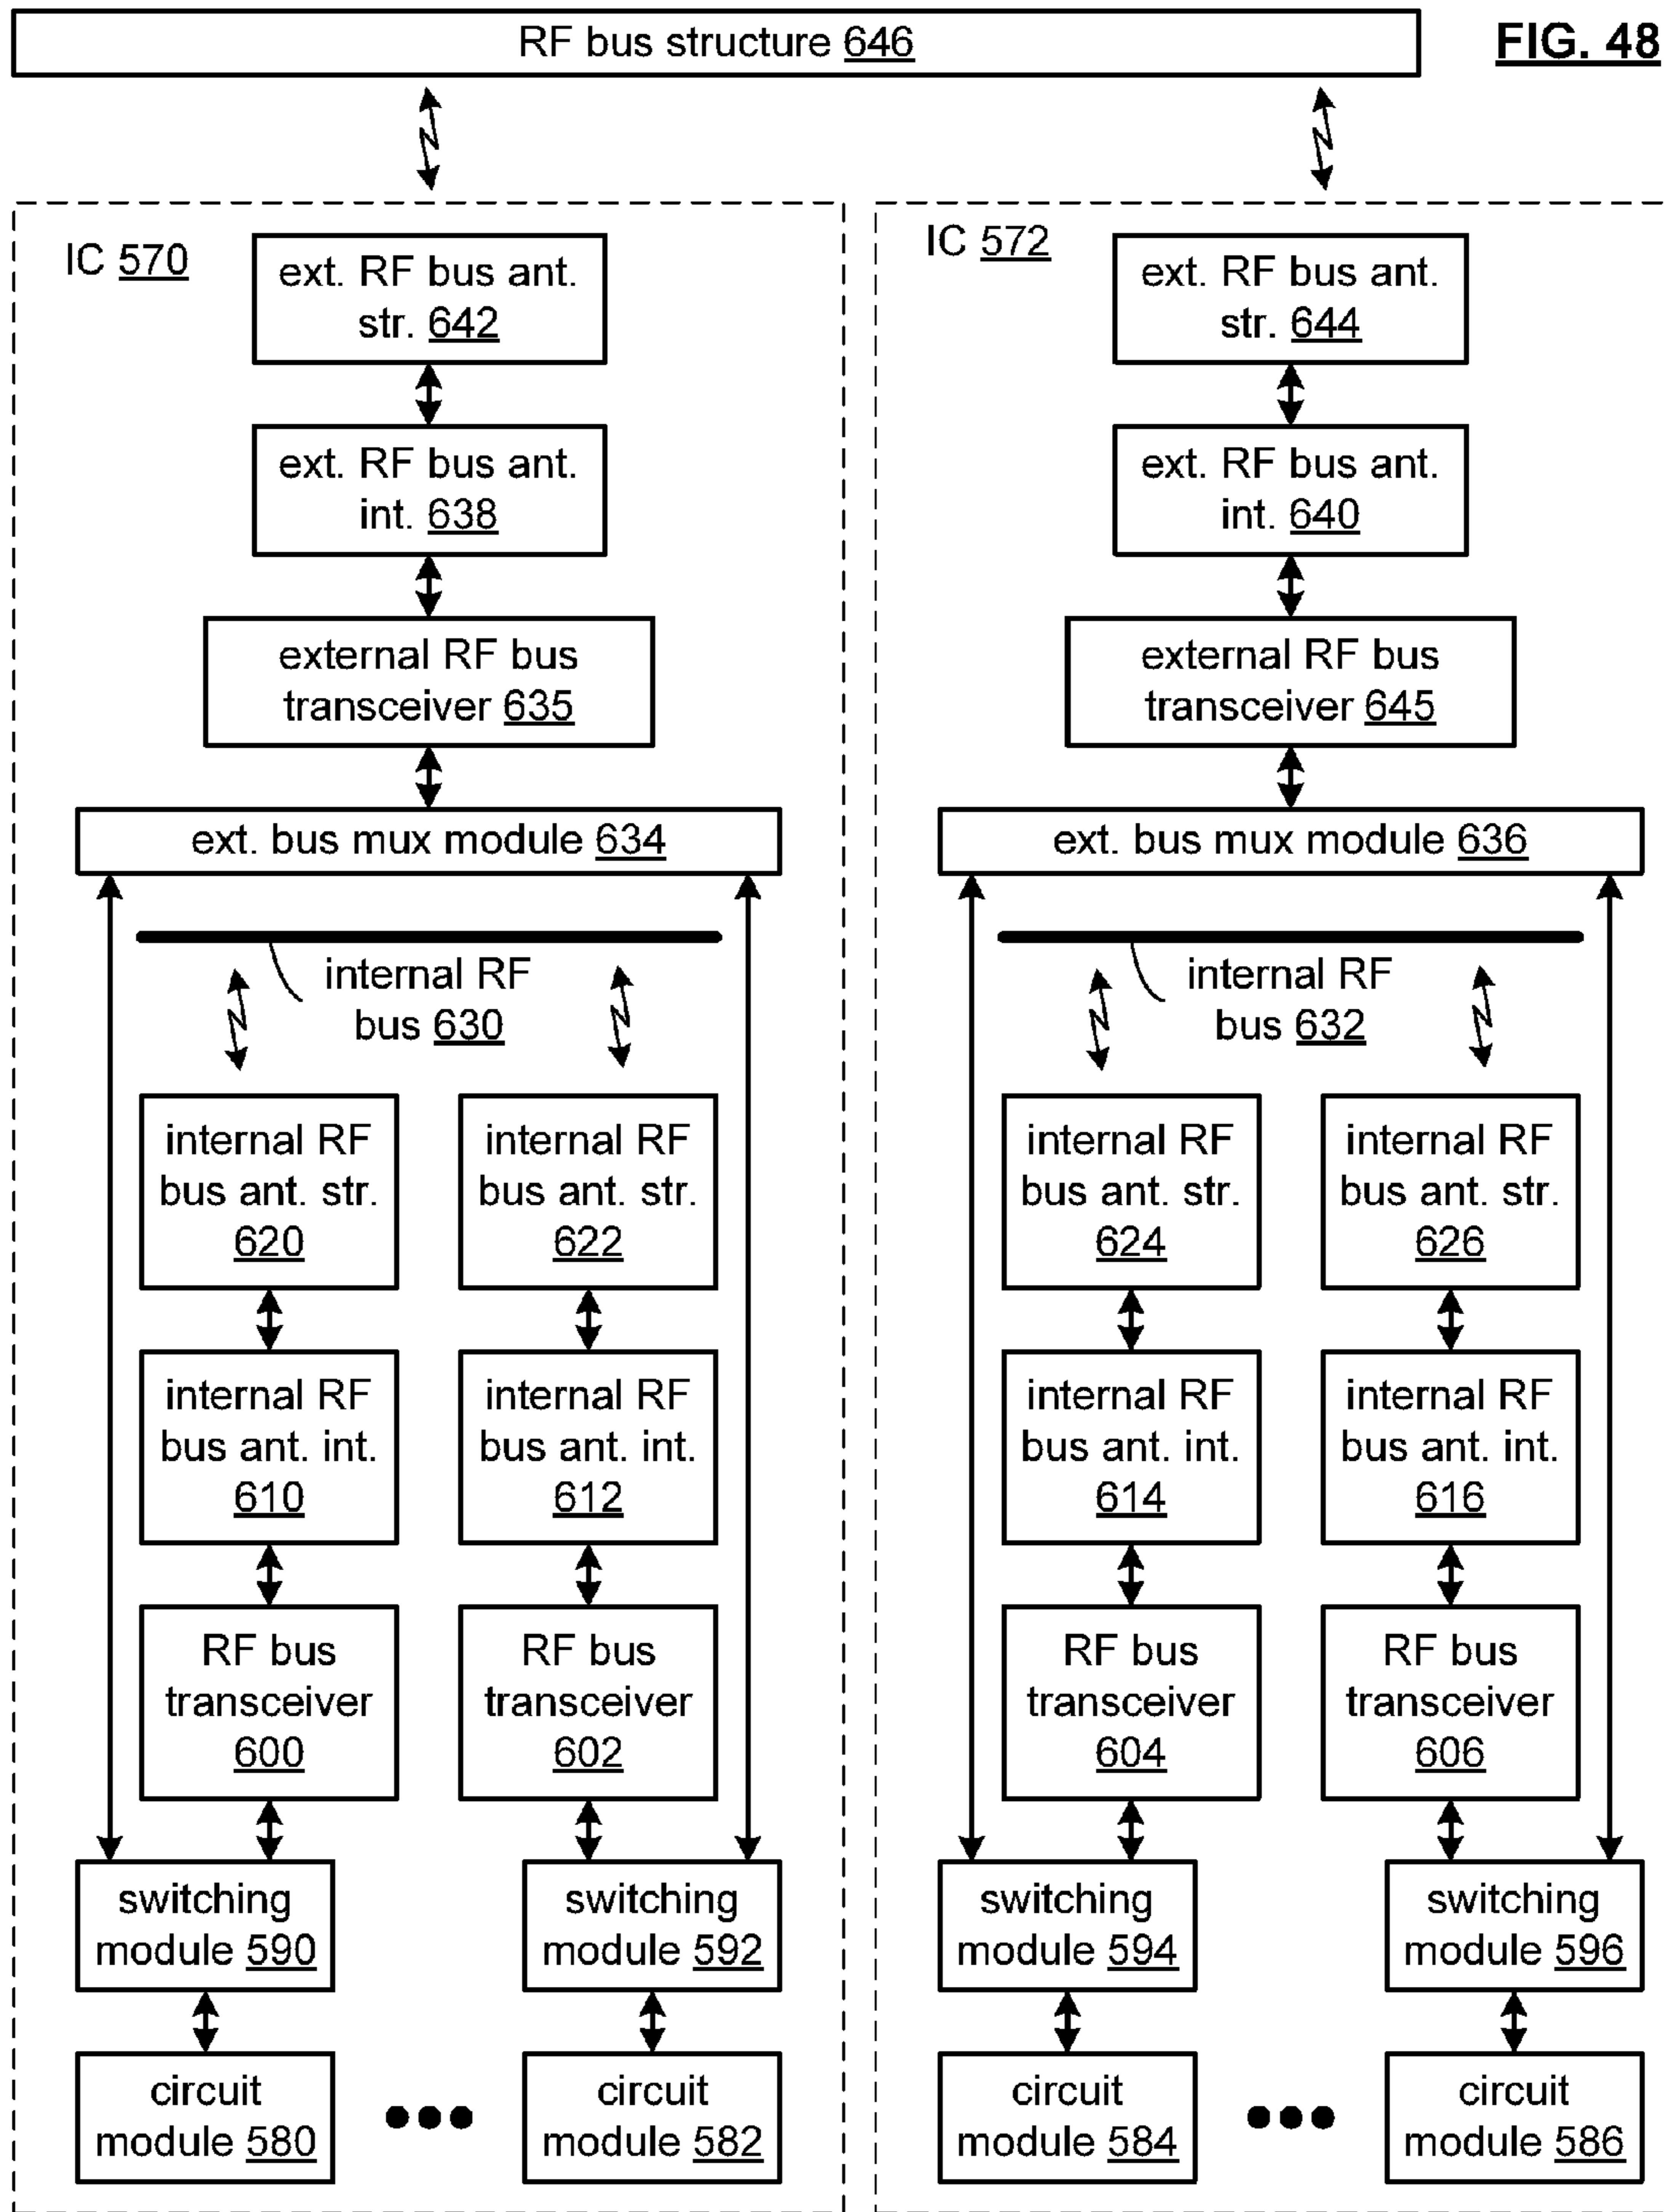 RF bus structure 646
FIG. 48
IC 570
ext. RF bus ant.
str. 642
ext. RF bus ant.
int. 638
external RF bus
transceiver 635
ext. bus mux module 634
internal RF
bus 630
internal RF
bus ant. str.
620
internal RF
bus ant. str.
622
internal RF
bus ant. int.
610
internal RF
bus ant. int.
612
RF bus
transceiver
600
RF bus
transceiver
602
switching
module 590
switching
module 592
circuit
module 580
circuit
module 582
IC 572
ext. RF bus ant.
str. 644
ext. RF bus ant.
int. 640
external RF bus
transceiver 645
ext. bus mux module 636
internal RF
bus 632
internal RF
bus ant. str.
624
internal RF
bus ant. str.
626
internal RF
bus ant. int.
614
internal RF
bus ant. int.
616
RF bus
transceiver
604
RF bus
transceiver
606
switching
module 594
switching
module 596
circuit
module 584
circuit
module 586